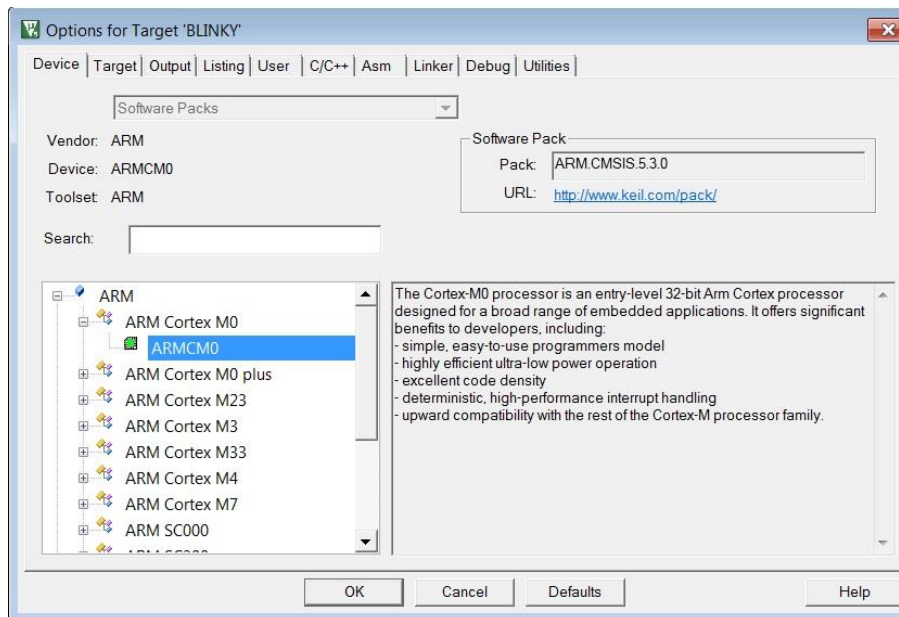 Options for Target 'BLINKY'
Device Target Output Listing User C/C++ Asm Linker Debug Utilities
Software Packs
Vendor: ARM
Device: ARMCM0
Toolset: ARM
Search:
Software Pack
Pack: ARM.CMSIS.5.3.0
URL: http://www.keil.com/pack/
ARM
ARM Cortex M0
ARMCM0
ARM Cortex M0 plus
ARM Cortex M23
ARM Cortex M3
ARM Cortex M33
ARM Cortex M4
ARM Cortex M7
ARM SC000
The Cortex-M0 processor is an entry-level 32-bit Arm Cortex processor
designed for a broad range of embedded applications. It offers significant
benefits to developers, including:
- simple, easy-to-use programmers model
- highly efficient ultra-low power operation
- excellent code density
- deterministic, high-performance interrupt handling
- upward compatibility with the rest of the Cortex-M processor family.
OK Cancel Defaults Help